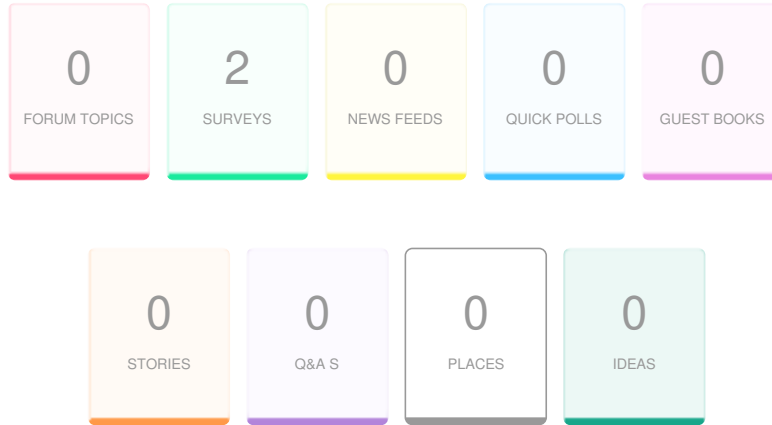 0 2 0 0 0
FORUM TOPICS SURVEYS NEWS FEEDS QUICK POLLS GUEST BOOKS
0 0 0 0
STORIES Q&A S PLACES IDEAS